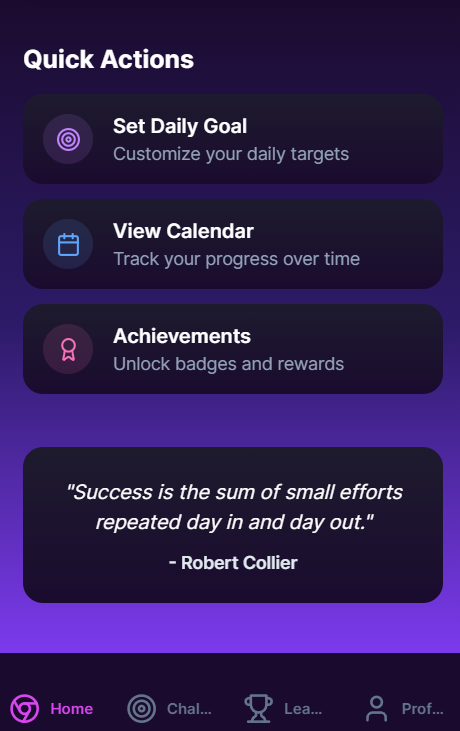 Quick Actions
Set Daily Goal
Customize your daily targets
View Calendar
Track your progress over time
Achievements
Unlock badges and rewards
"Success is the sum of small efforts
repeated day in and day out."
- Robert Collier
Home Chal... Lea... Prof...